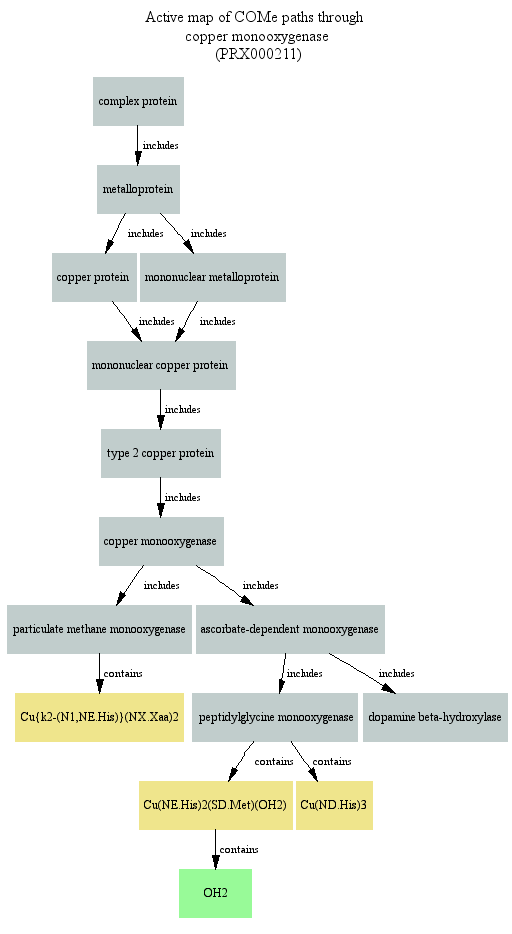 Active map of COMe paths through
copper monooxygenase
(PRX000211)
complex protein
includes
metalloprotein
includes
includes
copper protein
mononuclear metalloprotein
includes
includes
mononuclear copper protein
includes
type 2 copper protein
includes
copper monooxygenase
includes
includes
particulate methane monooxygenase
ascorbate-dependent monooxygenase
contains
includes
includes
Cu{k2-(N1,NE.His)}(NX.Xaa)2
peptidylglycine monooxygenase
dopamine beta-hydroxylase
contains
contains
Cu(NE.His)2(SD.Met)(OH2)
Cu(ND.His)3
contains
OH2